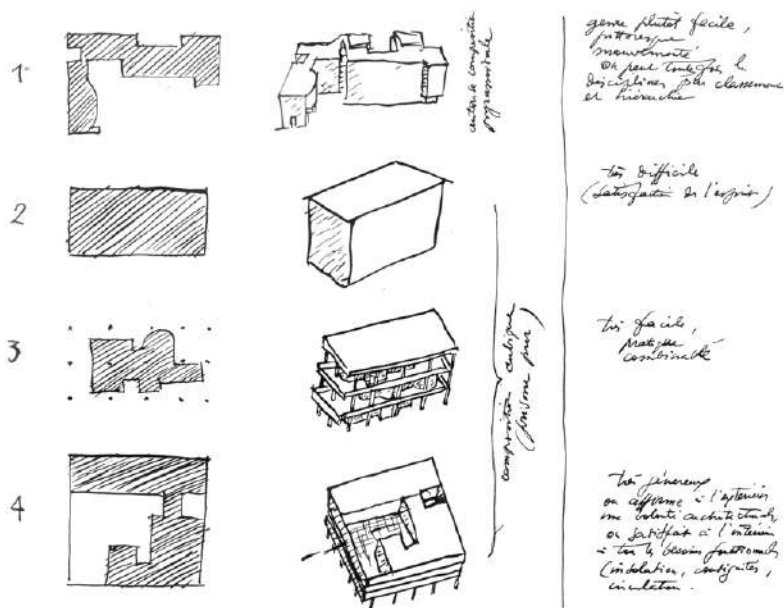 1
composition
pyramidale
genre plutôt facile,
pittoresque
mouvementé
On peut toutefois le
discipliner par classement
et hiérarchie
2
très difficile
(satisfaction de l'esprit)
composition cubique
(prisme pur)
3
très facile,
pratique
combinable
4
très généreux
on affirme à l'extérieur
une volonté architecturale,
on satisfait à l'intérieur
à tous les besoins fonctionnels
(insolation, contiguités,
circulation.